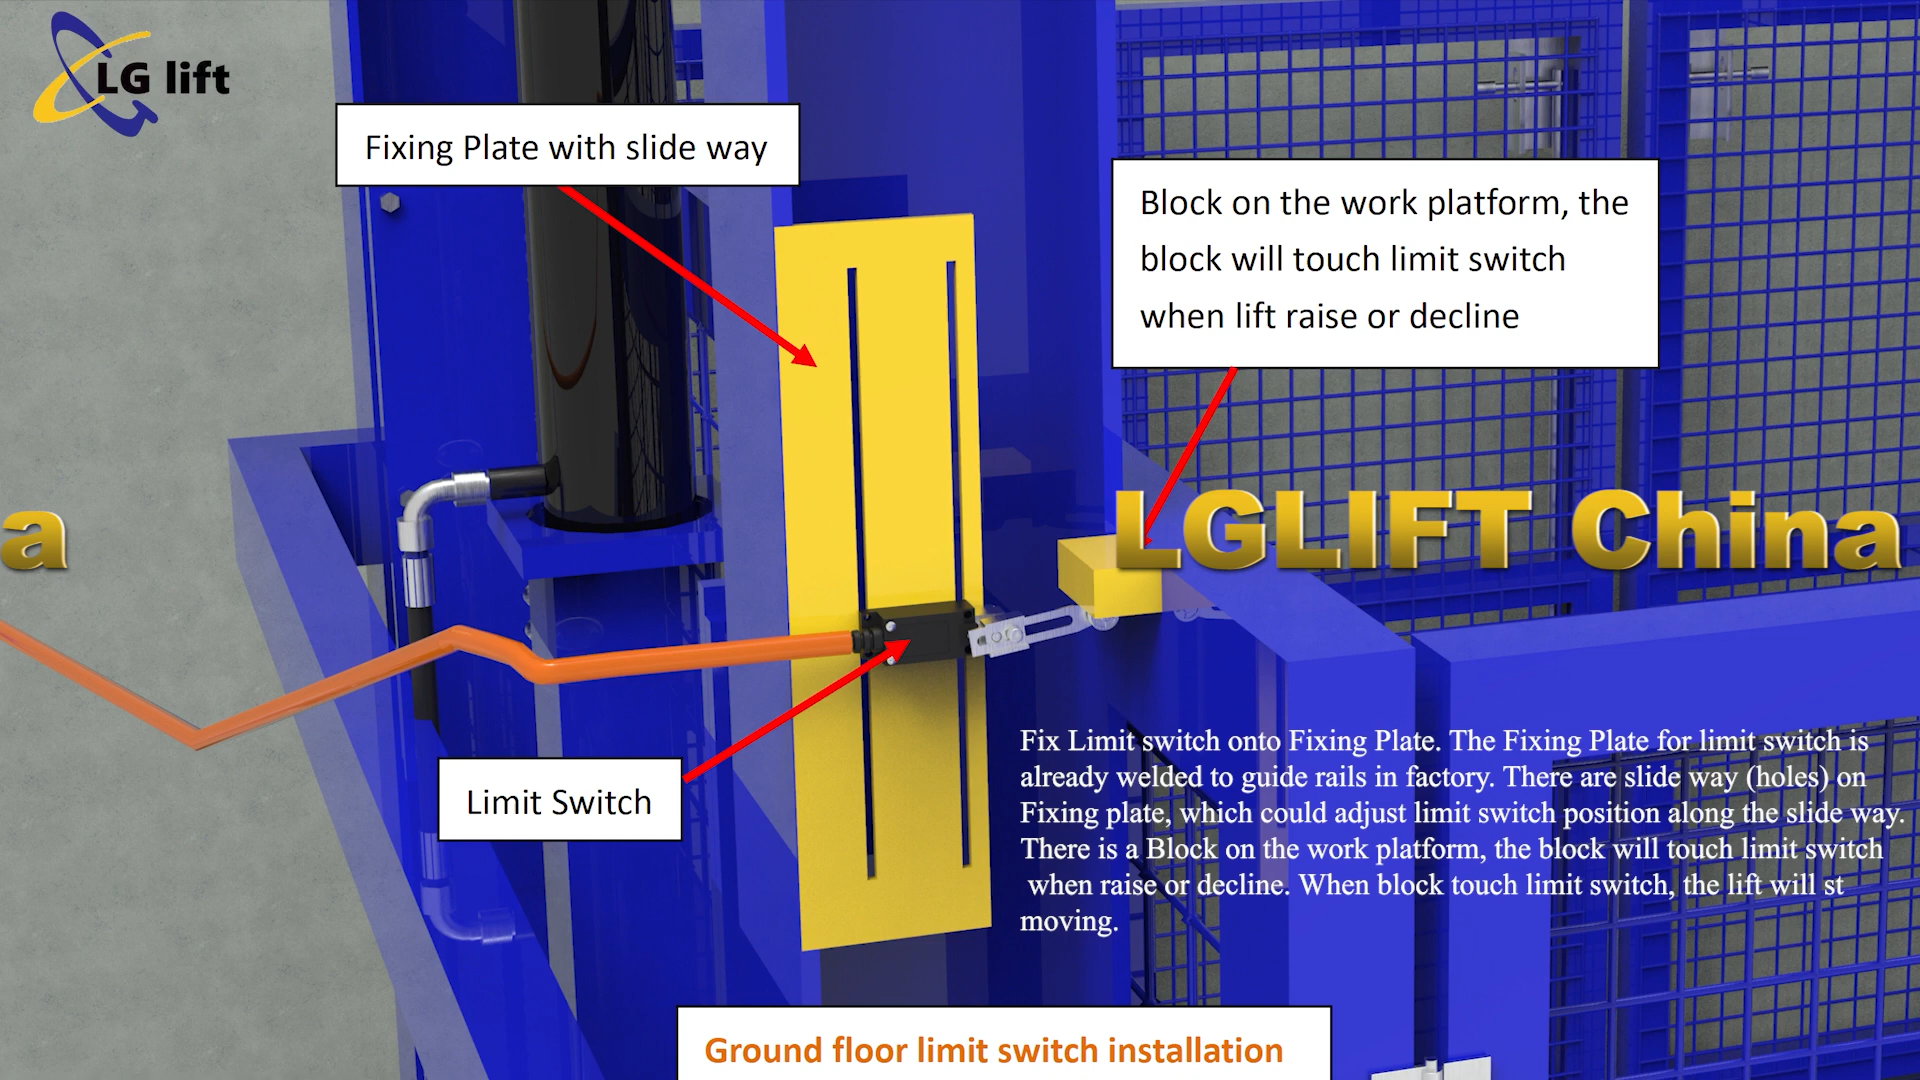 LG lift
Fixing Plate with slide way
Block on the work platform, the
block will touch limit switch
when lift raise or decline
a
LGLIFT China
Limit Switch
Fix Limit switch onto Fixing Plate. The Fixing Plate for limit switch is
already welded to guide rails in factory. There are slide way (holes) on
Fixing plate, which could adjust limit switch position along the slide way.
There is a Block on the work platform, the block will touch limit switch
when raise or decline. When block touch limit switch, the lift will st
moving.
Ground floor limit switch installation